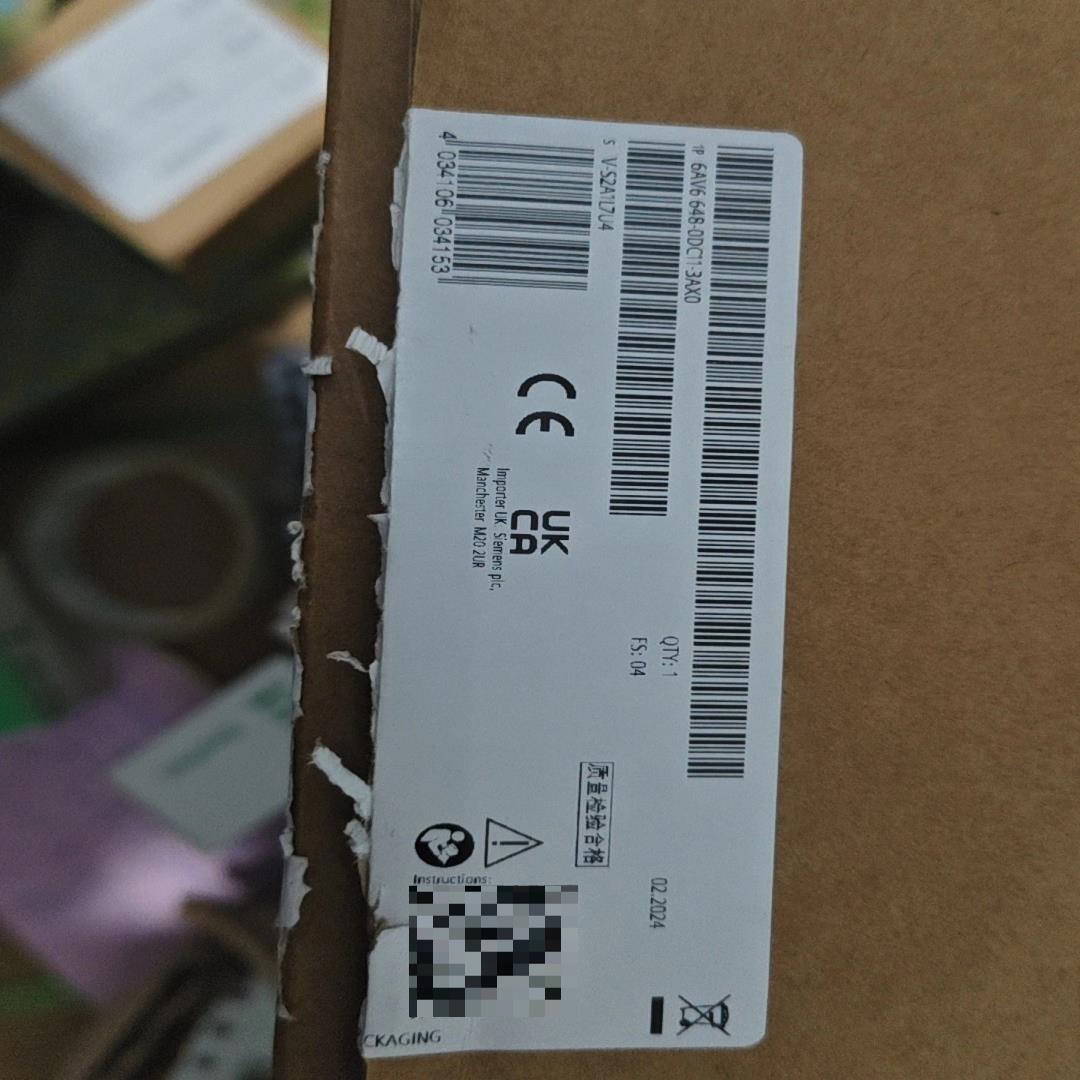 1P 6AV6 648-0DC11-3AX0
S V-S2A1L7U4
QTY: 1
FS: 04
4 034106 034153
CE
UK
CA
Importer UK: Siemens plc,
Manchester M20 2UR
质量检验合格
02.2024
Instructions:
CKAGING